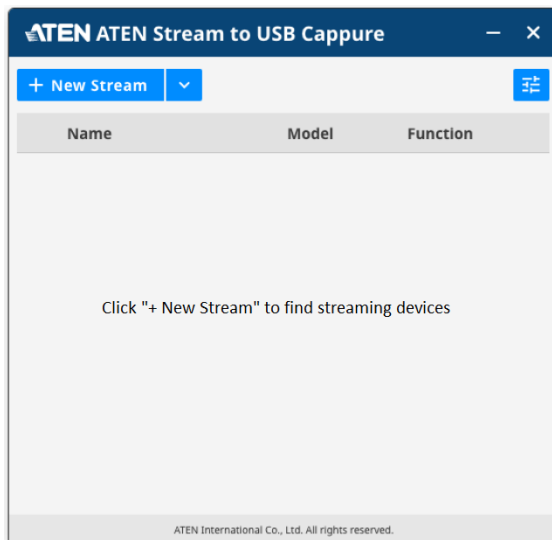 ATEN ATEN Stream to USB Cappure
+ New Stream
Name Model Function
Click "+ New Stream" to find streaming devices
ATEN International Co., Ltd. All rights reserved.